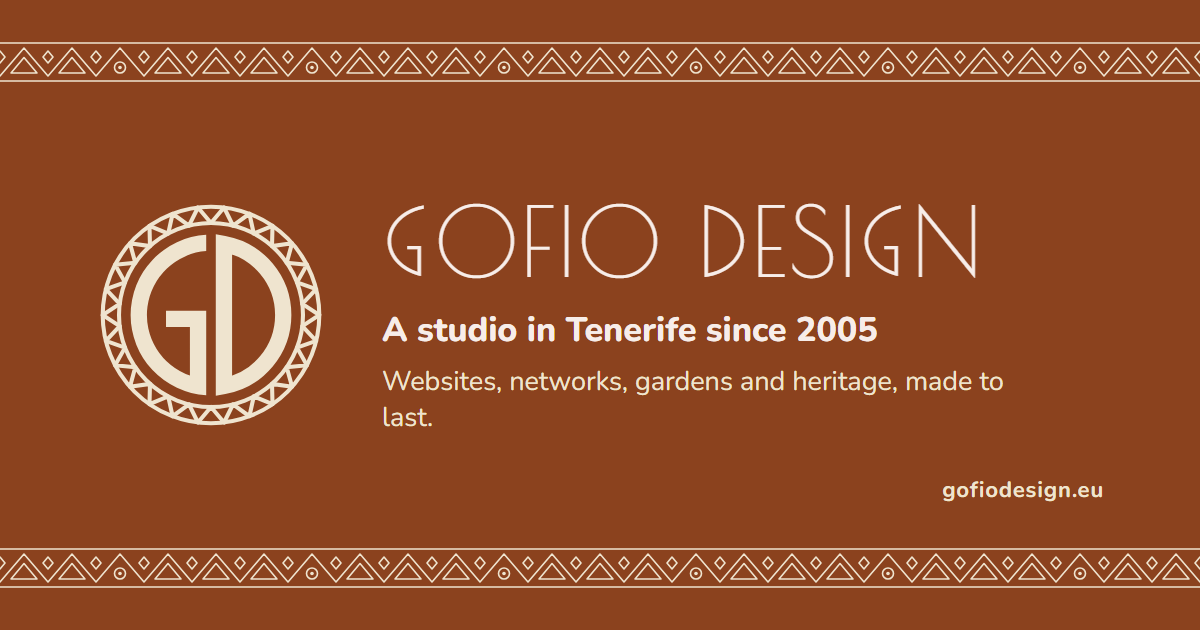 GD
GOFIO DESIGN
A studio in Tenerife since 2005
Websites, networks, gardens and heritage, made to
last.
gofiodesign.eu